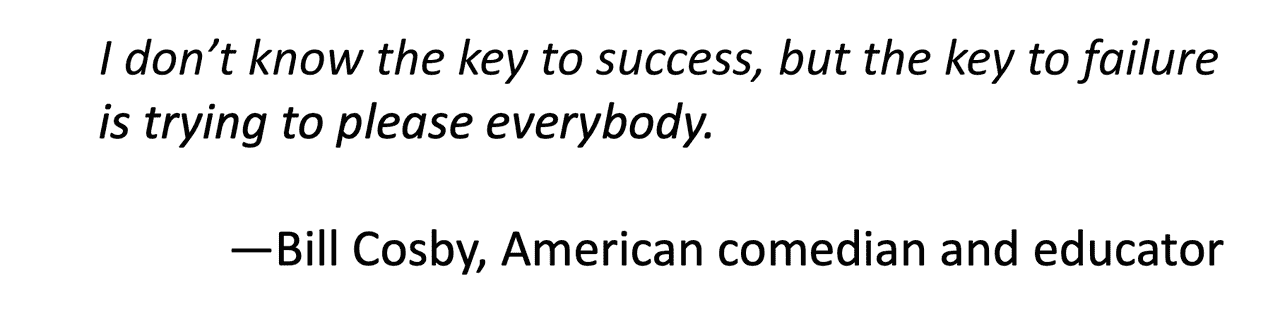 I don’t know the key to success, but the key to failure
is trying to please everybody.
—Bill Cosby, American comedian and educator